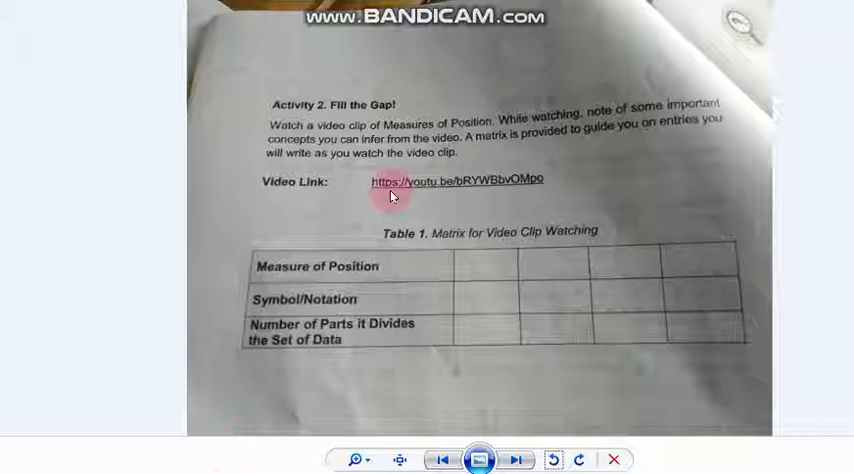 www.BANDICAM.com
Activity 2. Fill the Gap!
Watch a video clip of Measures of Position. While watching, note of some important
concepts you can infer from the video. A matrix is provided to guide you on entries you
will write as you watch the video clip.
Video Link: https://youtu.be/bRYWBbvOMpo
Table 1. Matrix for Video Clip Watching
Measure of Position
Symbol/Notation
Number of Parts it Divides
the Set of Data